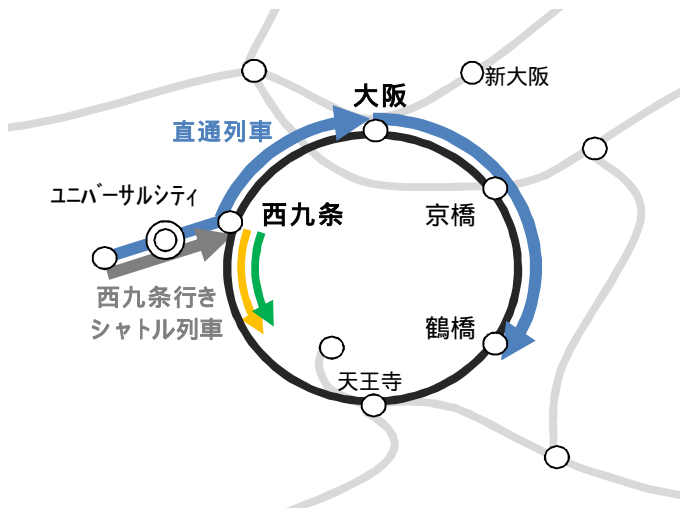 新大阪
大阪
直通列車
ユニバーサルシティ
西九条
京橋
西九条行き
シャトル列車
鶴橋
天王寺